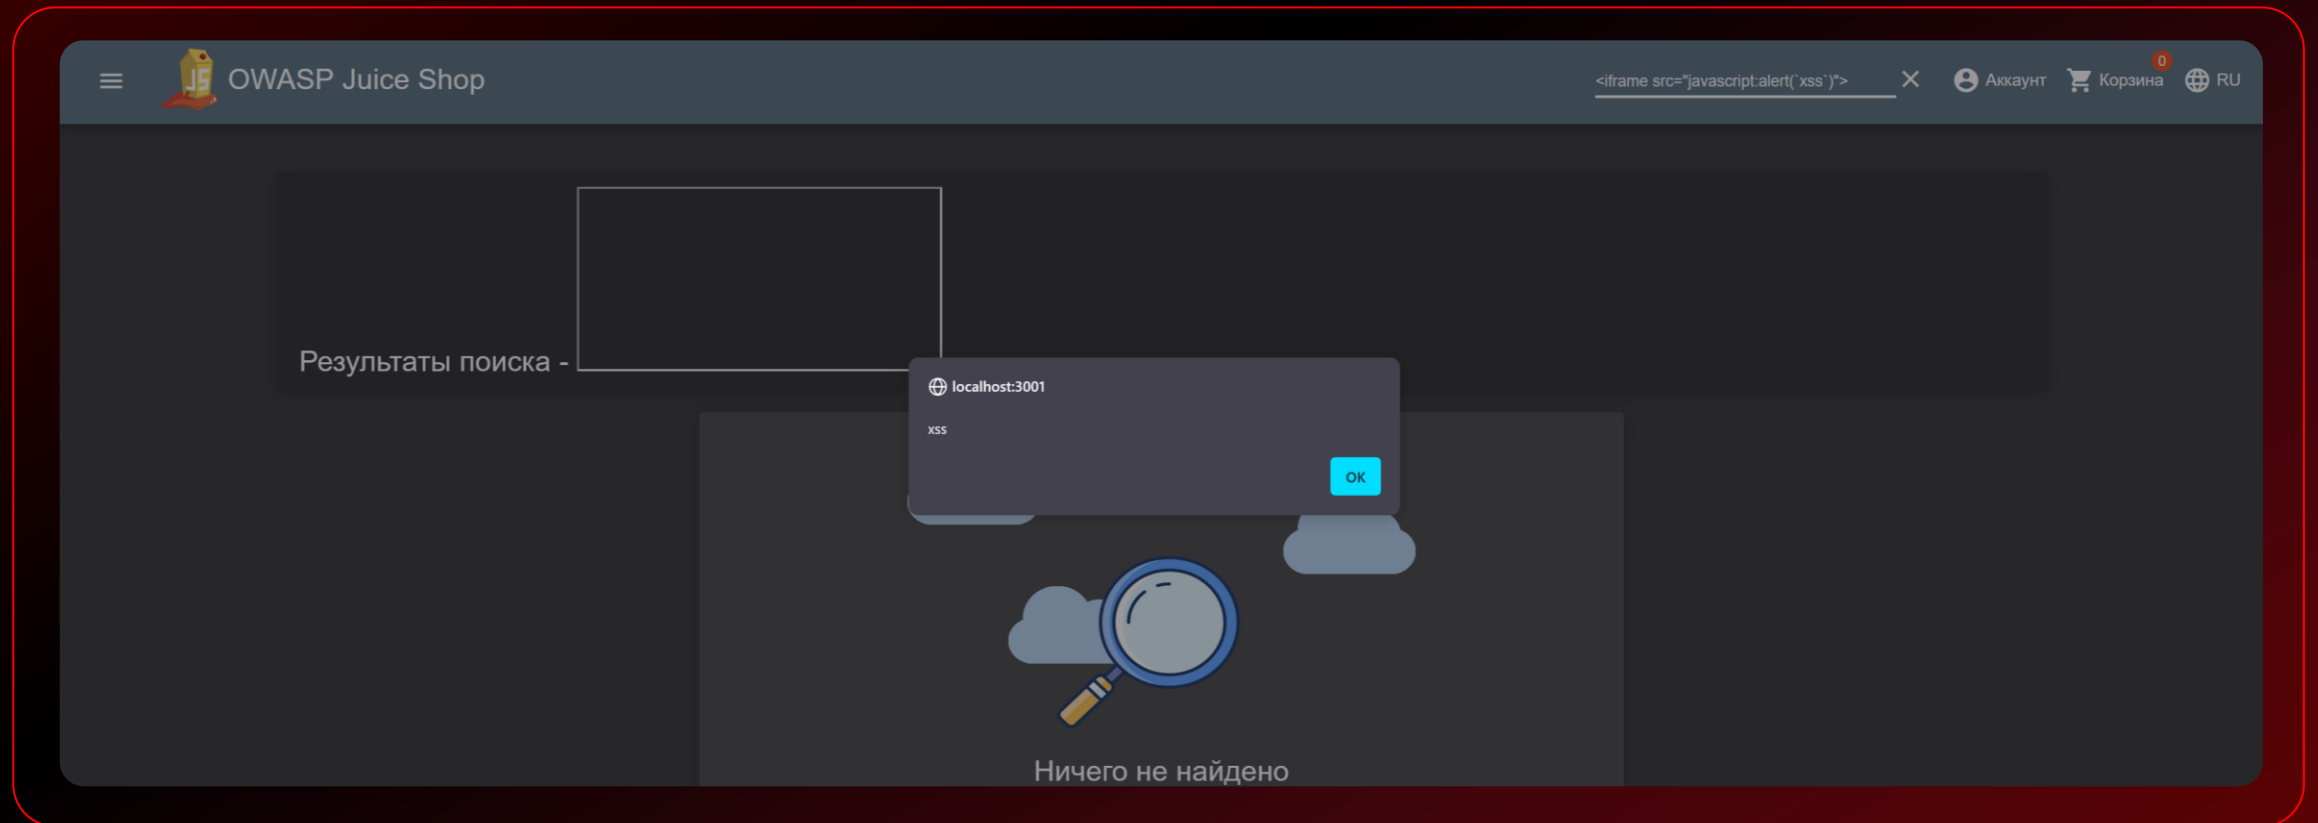 JS
OWASP Juice Shop
<iframe src="javascript:alert(`xss`)">
Аккаунт
0
Корзина
RU
Результаты поиска -
localhost:3001
xss
OK
Ничего не найдено